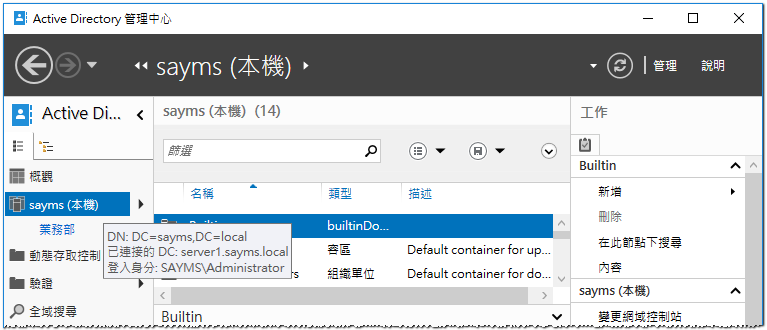 Active Directory 管理中心
sayms (本機)
管理
說明
Active Di...
概觀
sayms (本機)
業務部
動態存取控制
驗證
全域搜尋
DN: DC=sayms,DC=local
已連接的 DC: server1.sayms.local
登入身分: SAYMS\Administrator
sayms (本機) (14)
篩選
名稱 類型 描述
builtinDo...
容區 Default container for up...
組織單位 Default container for do...
Builtin
工作
Builtin
新增
刪除
在此節點下搜尋
內容
sayms (本機)
變更網域控制站